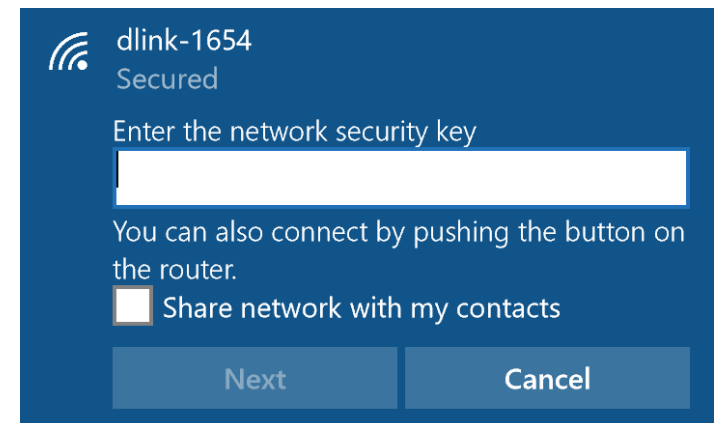 dlink-1654
Secured
Enter the network security key
You can also connect by pushing the button on
the router.
Share network with my contacts
Next
Cancel